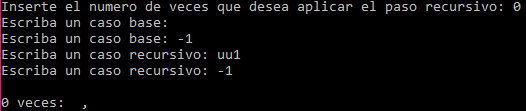 Inserte el numero de veces que desea aplicar el paso recursivo: 0
Escriba un caso base:
Escriba un caso base: -1
Escriba un caso recursivo: uu1
Escriba un caso recursivo: -1
0 veces:  ,